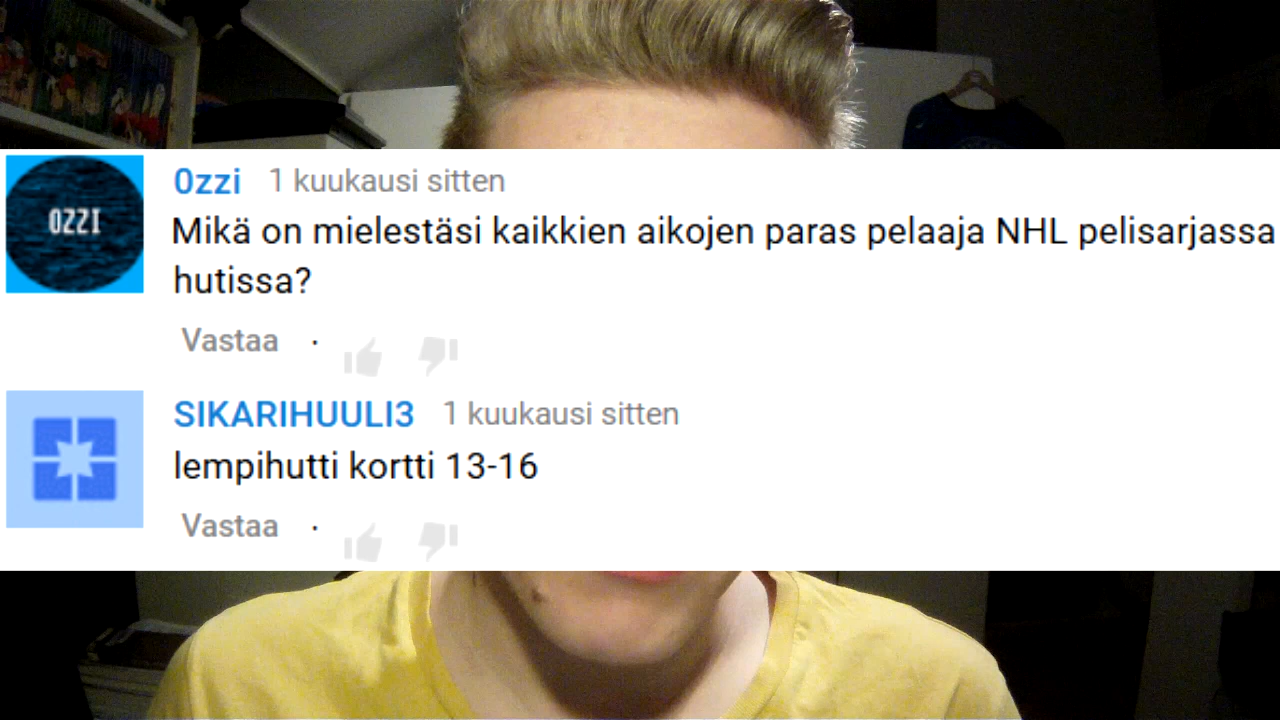 OZZI
0zzi 1 kuukausi sitten
Mikä on mielestäsi kaikkien aikojen paras pelaaja NHL pelisarjassa
hutissa?
Vastaa ·
SIKARIHUULI3 1 kuukausi sitten
lempihutti kortti 13-16
Vastaa ·